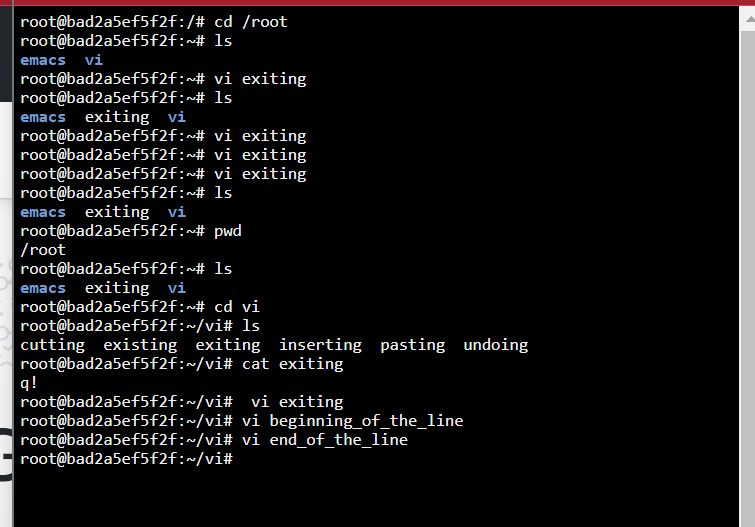 root@bad2a5ef5f2f:/# cd /root
root@bad2a5ef5f2f:~# ls
emacs  vi
root@bad2a5ef5f2f:~# vi exiting
root@bad2a5ef5f2f:~# ls
emacs  exiting  vi
root@bad2a5ef5f2f:~# vi exiting
root@bad2a5ef5f2f:~# vi exiting
root@bad2a5ef5f2f:~# vi exiting
root@bad2a5ef5f2f:~# ls
emacs  exiting  vi
root@bad2a5ef5f2f:~# pwd
/root
root@bad2a5ef5f2f:~# ls
emacs  exiting  vi
root@bad2a5ef5f2f:~# cd vi
root@bad2a5ef5f2f:~/vi# ls
cutting  existing  exiting  inserting  pasting  undoing
root@bad2a5ef5f2f:~/vi# cat exiting
q!
root@bad2a5ef5f2f:~/vi#  vi exiting
root@bad2a5ef5f2f:~/vi# vi beginning_of_the_line
root@bad2a5ef5f2f:~/vi# vi end_of_the_line
root@bad2a5ef5f2f:~/vi#